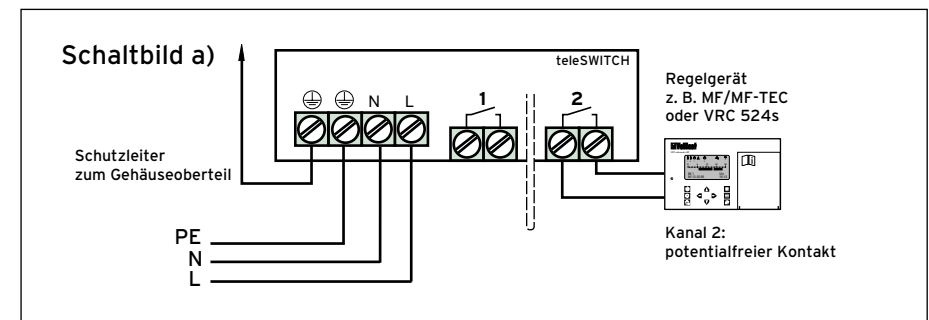 Schaltbild a)
teleSWITCH
N L
1
2
Regelgerät
z. B. MF/MF-TEC
oder VRC 524s
Schutzleiter
zum Gehäuseoberteil
Vaillant
PE
N
L
Kanal 2:
potentialfreier Kontakt